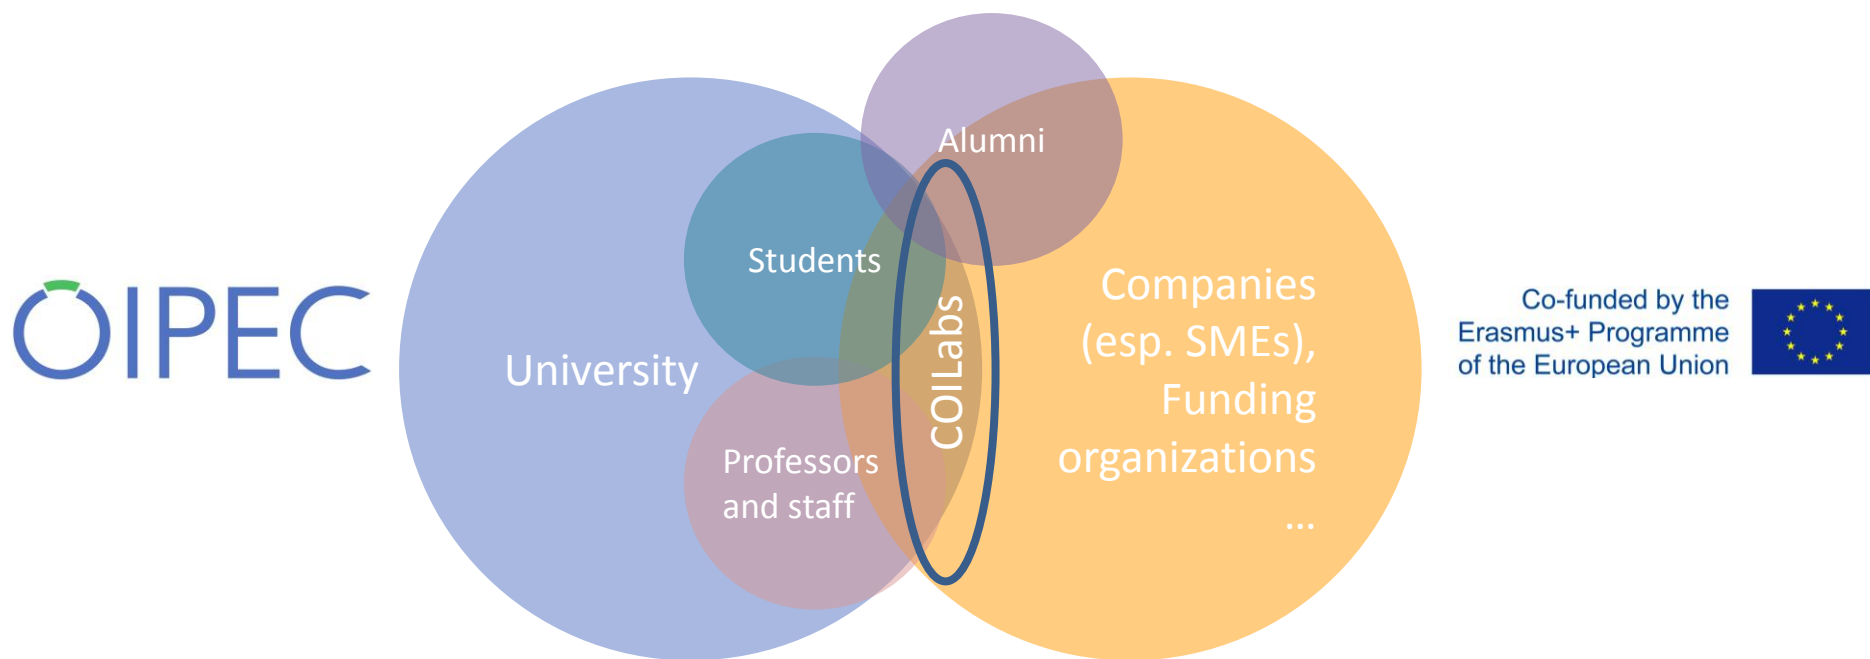 OIPEC
University
Students
Professors
and staff
Alumni
COILabs
Companies
(esp. SMEs),
Funding
organizations
...
Co-funded by the
Erasmus+ Programme
of the European Union